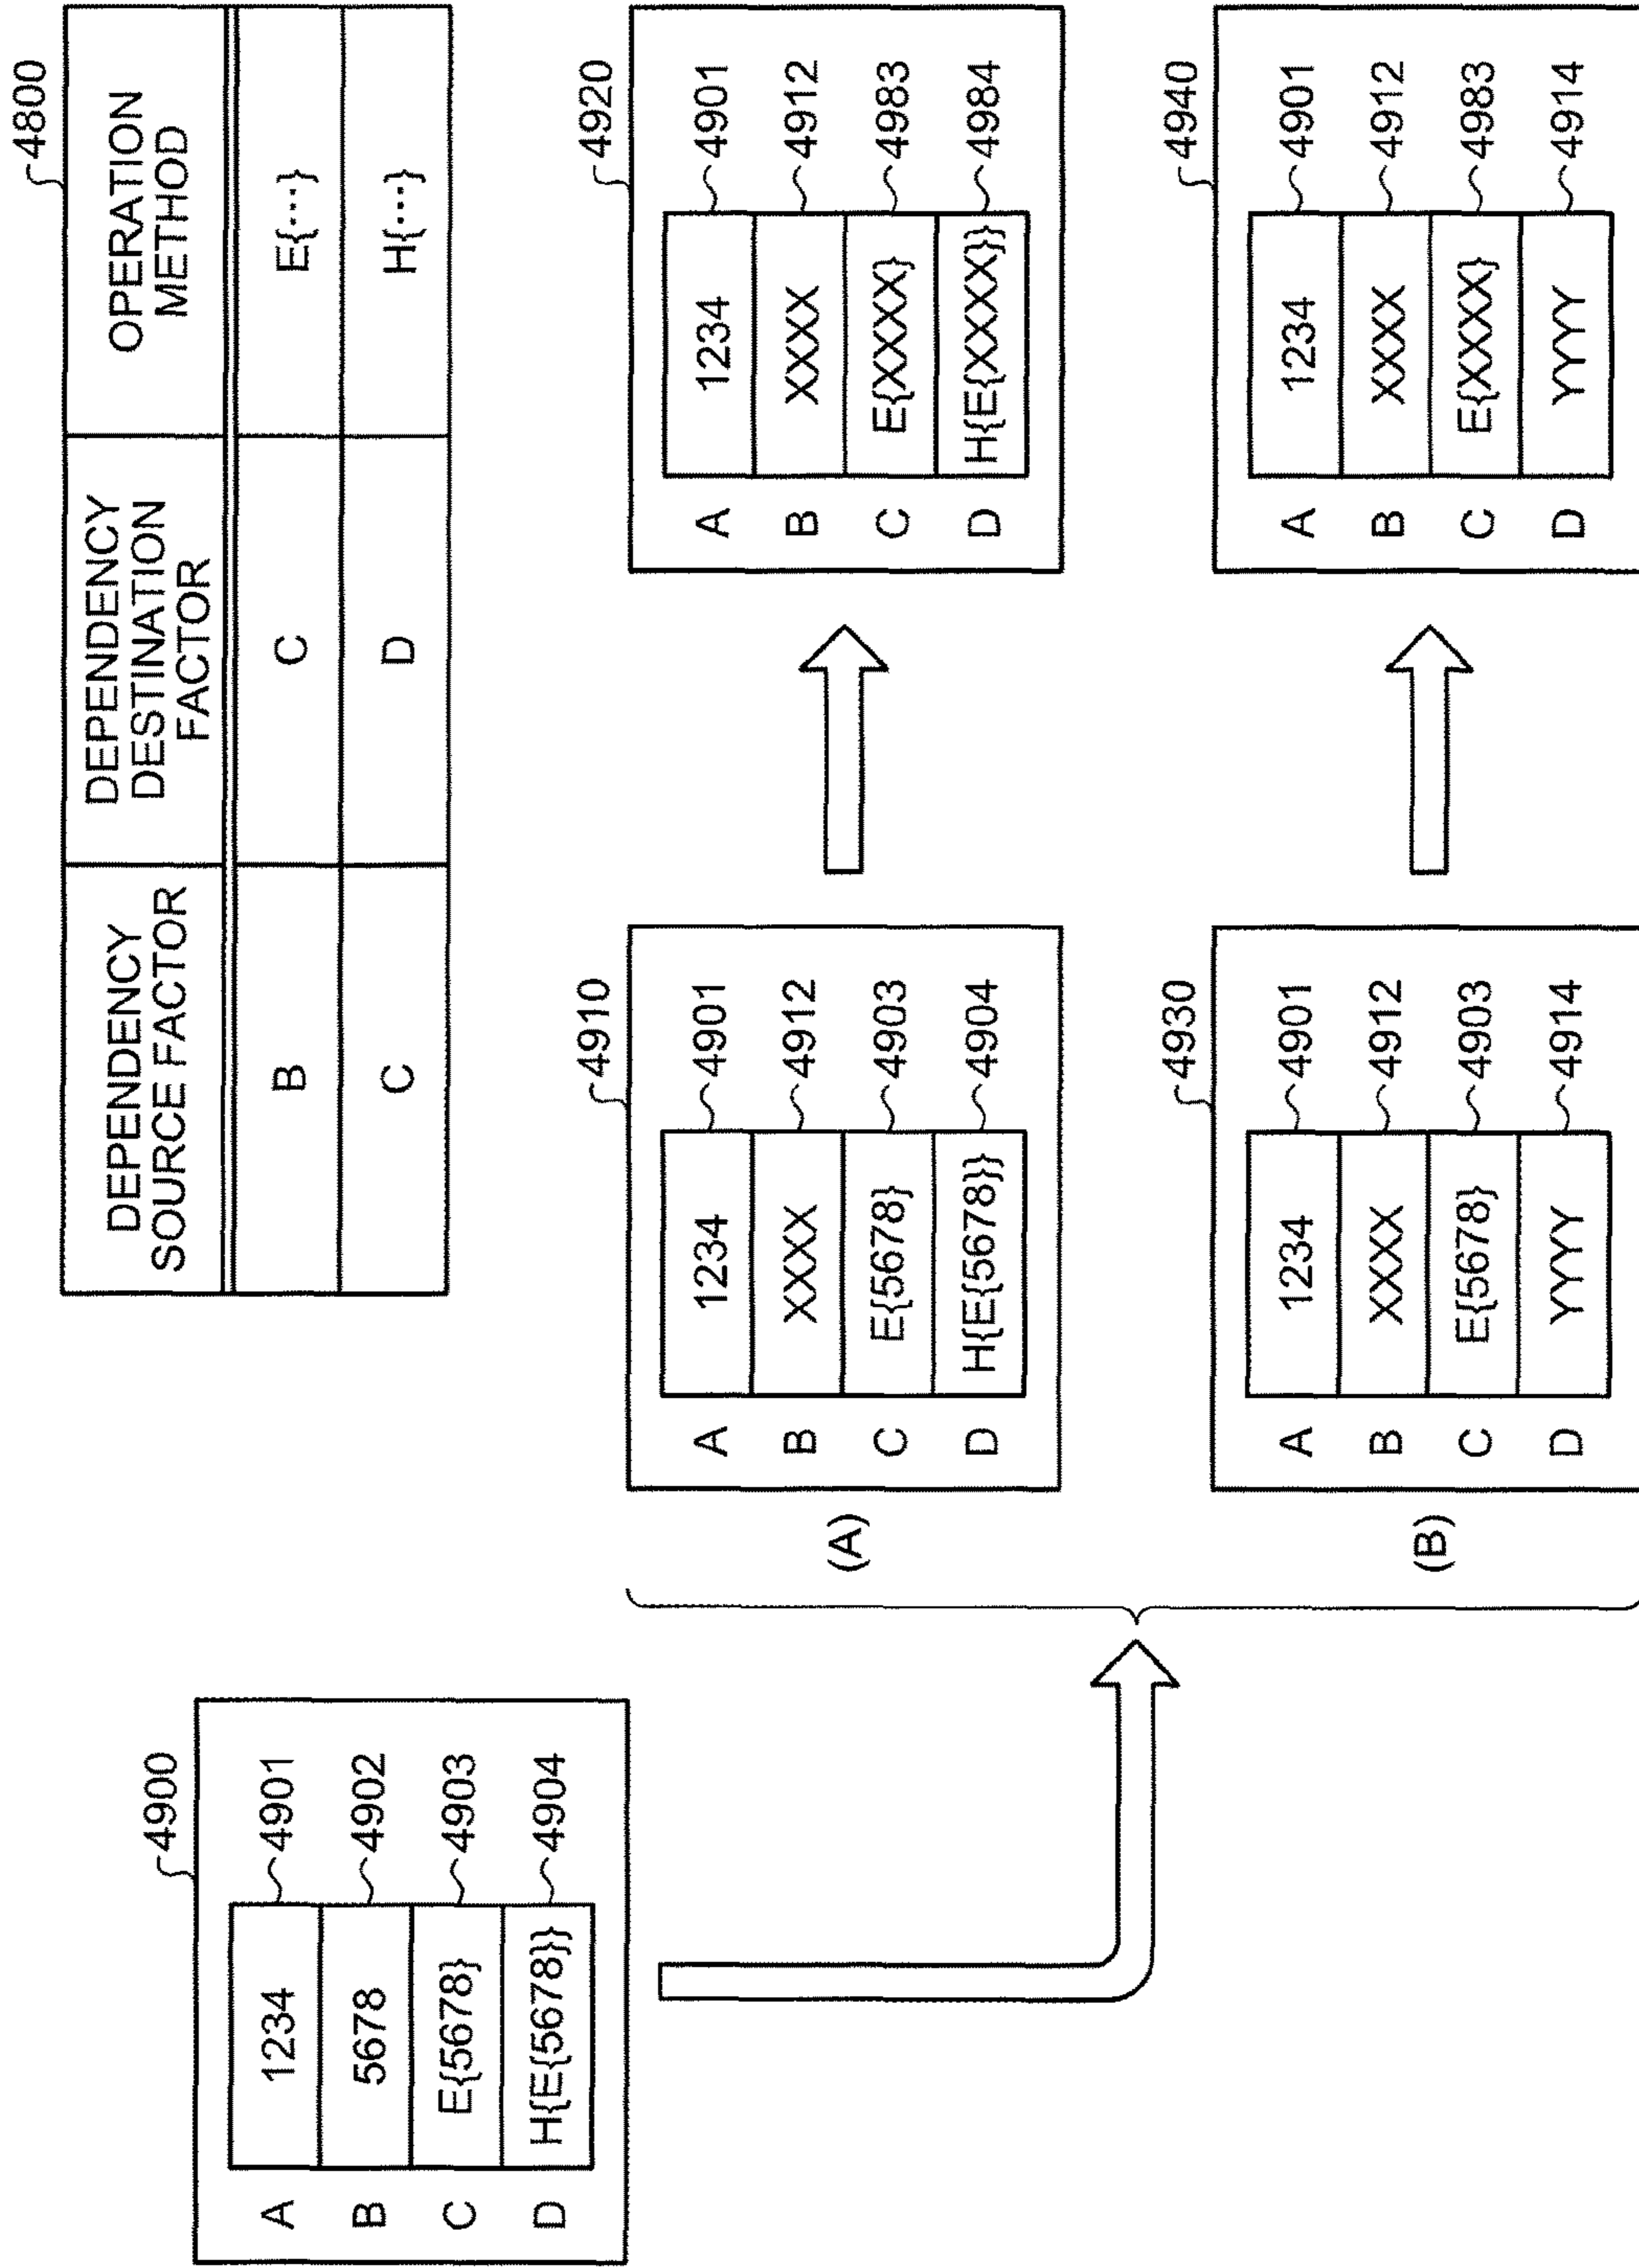 4800
DEPENDENCY SOURCE FACTOR
DEPENDENCY DESTINATION FACTOR
OPERATION METHOD
B C E{···}
C D H{···}
4900
A 1234 4901
B 5678 4902
C E{5678} 4903
D H{E{5678}} 4904
(A)
4910
A 1234 4901
B XXXX 4912
C E{5678} 4903
D H{E{5678}} 4904
4920
A 1234 4901
B XXXX 4912
C E{XXXX} 4983
D H{E{XXXX}} 4984
(B)
4930
A 1234 4901
B XXXX 4912
C E{5678} 4903
D YYYY 4914
4940
A 1234 4901
B XXXX 4912
C E{XXXX} 4983
D YYYY 4914